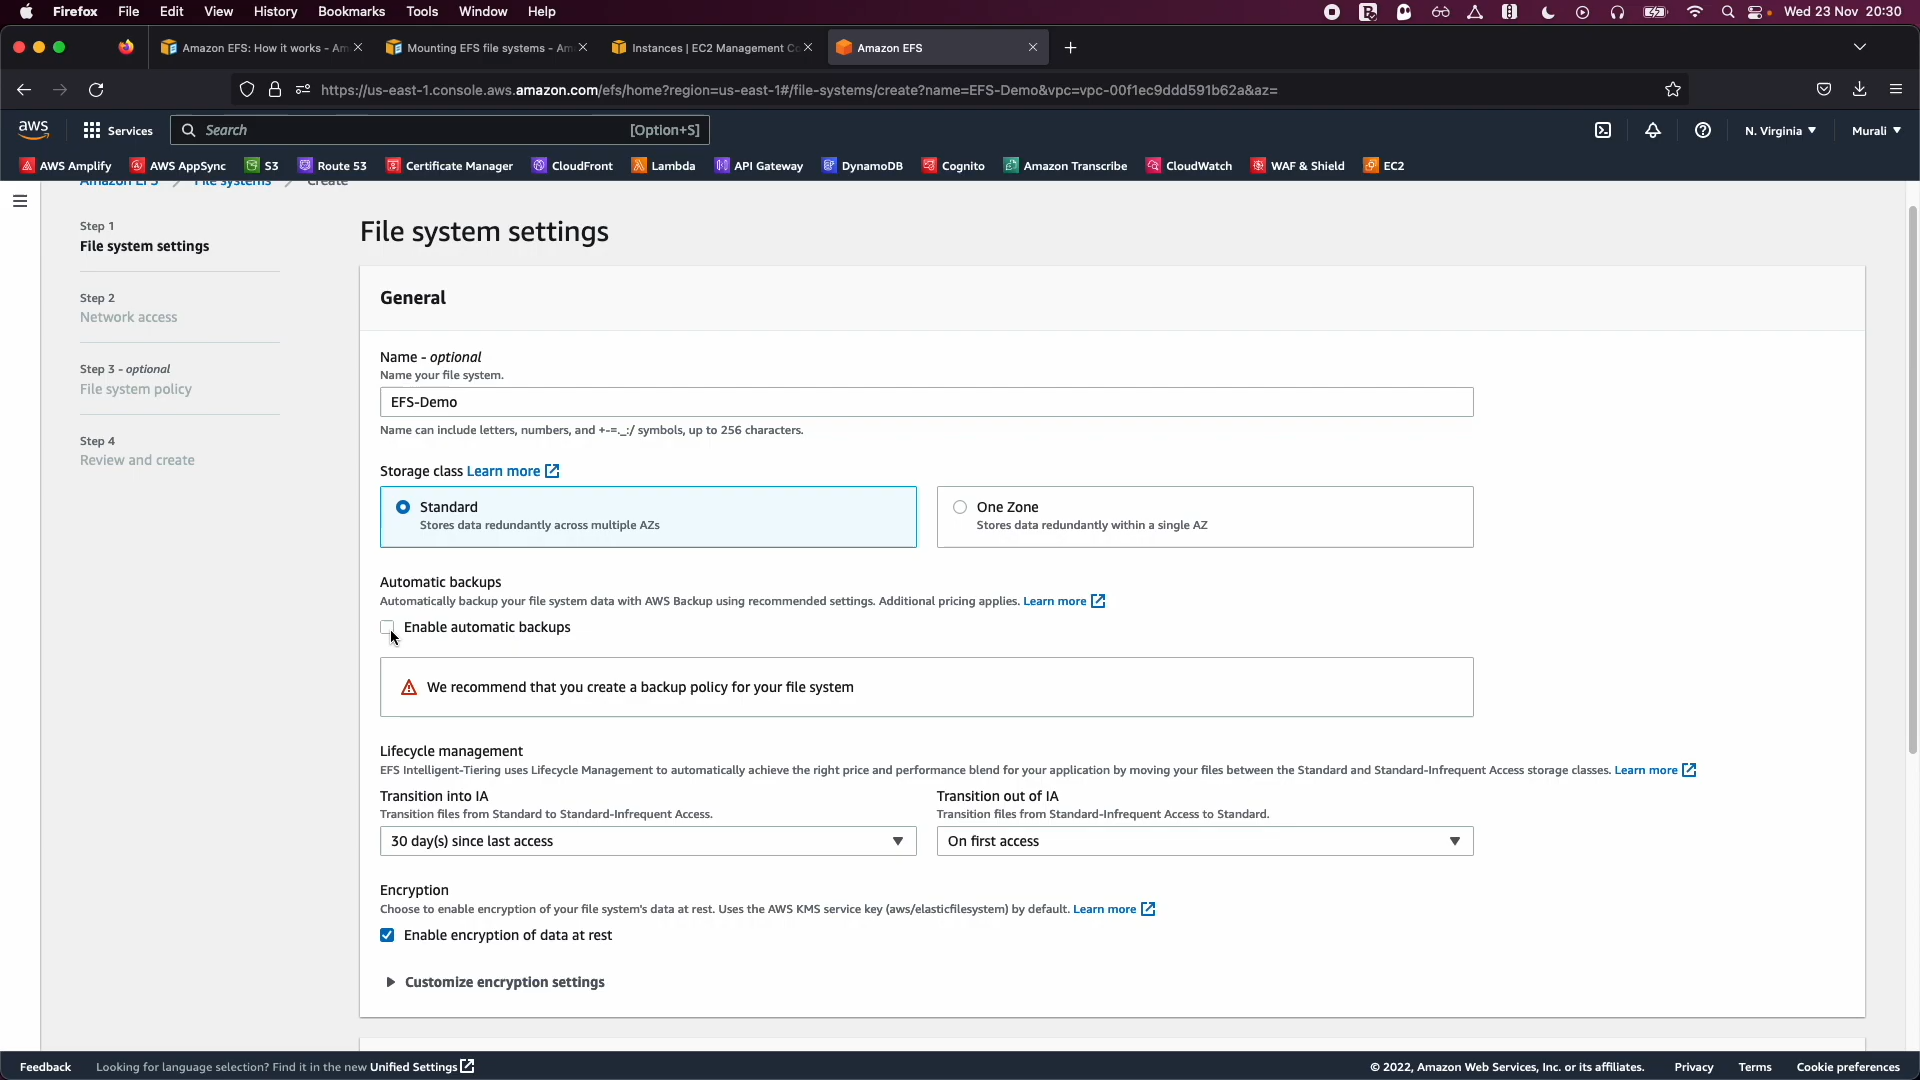 Firefox File Edit View History Bookmarks Tools Window Help Wed 23 Nov 20:30
Amazon EFS: How it works - Am Mounting EFS file systems - Am Instances | EC2 Management Co Amazon EFS
https://us-east-1.console.aws.amazon.com/efs/home?region=us-east-1#/file-systems/create?name=EFS-Demo&vpc=vpc-00f1ec9ddd591b62a&az=
aws Services Search [Option+S] N. Virginia Murali
AWS Amplify AWS AppSync S3 Route 53 Certificate Manager CloudFront Lambda API Gateway DynamoDB Cognito Amazon Transcribe CloudWatch WAF & Shield EC2
Amazon EFS File systems Create
Step 1
File system settings
Step 2
Network access
Step 3 - optional
File system policy
Step 4
Review and create
File system settings
General
Name - optional
Name your file system.
EFS-Demo
Name can include letters, numbers, and +-=._:/ symbols, up to 256 characters.
Storage class Learn more
Standard
Stores data redundantly across multiple AZs
One Zone
Stores data redundantly within a single AZ
Automatic backups
Automatically backup your file system data with AWS Backup using recommended settings. Additional pricing applies. Learn more
Enable automatic backups
We recommend that you create a backup policy for your file system
Lifecycle management
EFS Intelligent-Tiering uses Lifecycle Management to automatically achieve the right price and performance blend for your application by moving your files between the Standard and Standard-Infrequent Access storage classes. Learn more
Transition into IA
Transition files from Standard to Standard-Infrequent Access.
30 day(s) since last access
Transition out of IA
Transition files from Standard-Infrequent Access to Standard.
On first access
Encryption
Choose to enable encryption of your file system's data at rest. Uses the AWS KMS service key (aws/elasticfilesystem) by default. Learn more
Enable encryption of data at rest
Customize encryption settings
Feedback Looking for language selection? Find it in the new Unified Settings © 2022, Amazon Web Services, Inc. or its affiliates. Privacy Terms Cookie preferences